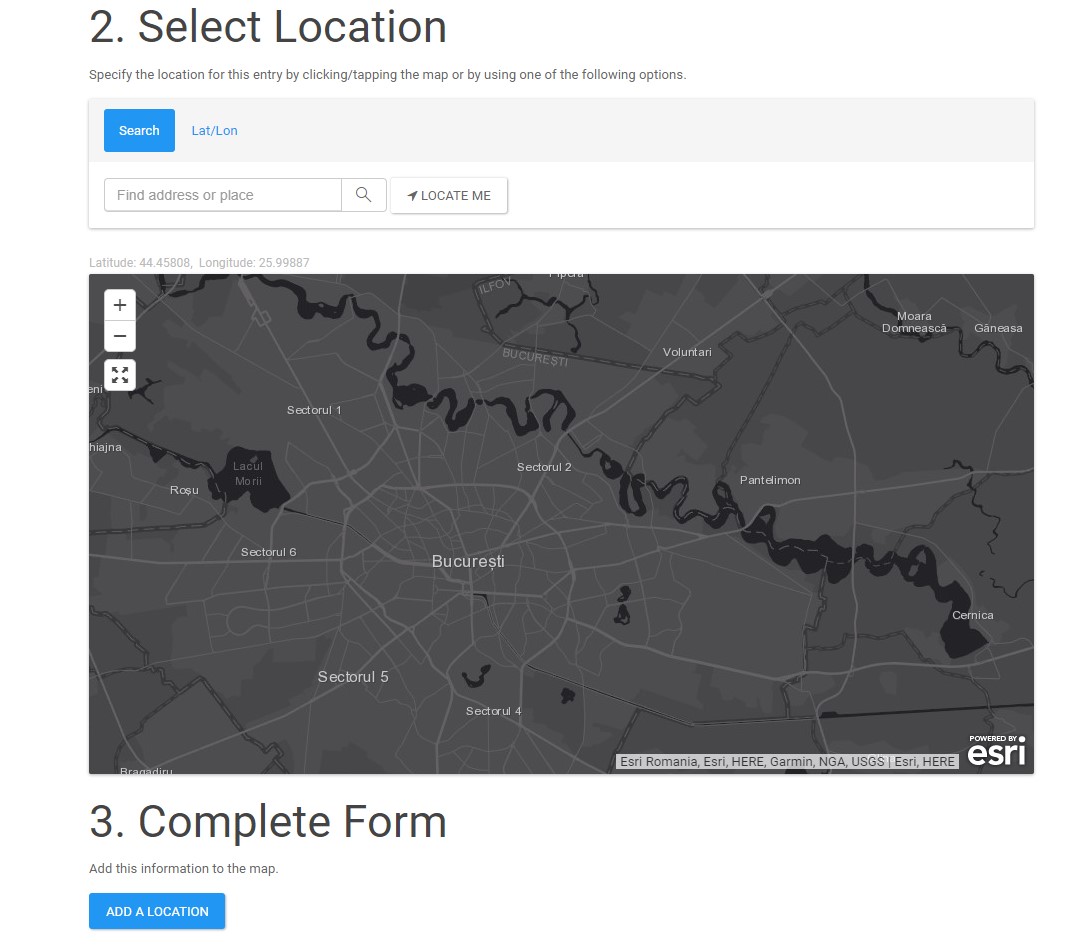 2. Select Location
Specify the location for this entry by clicking/tapping the map or by using one of the following options.
Search Lat/Lon
Find address or place LOCATE ME
Latitude: 44.45808, Longitude: 25.99887
+
−
Pipera
ILFOV
Moara
Domnească
Găneasa
BUCUREȘTI
Voluntari
eni
Sectorul 1
hiajna
Lacul
Morii
Sectorul 2
Roșu
Pantelimon
Sectorul 6
București
Cernica
Sectorul 5
Sectorul 4
Bragadiru
POWERED BY
esri
Esri Romania, Esri, HERE, Garmin, NGA, USGS | Esri, HERE
3. Complete Form
Add this information to the map.
ADD A LOCATION